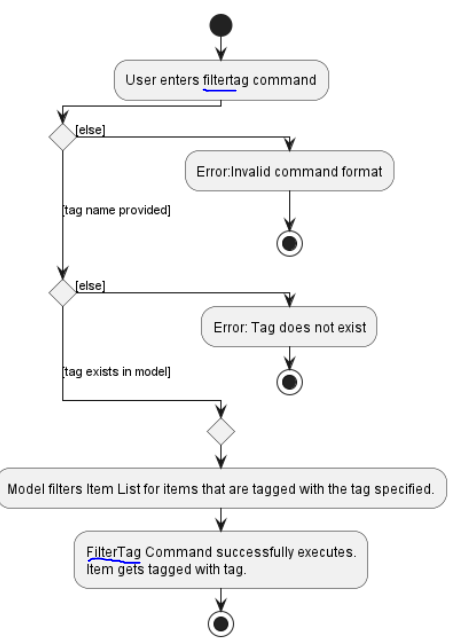 User enters filtertag command
[else]
Error:Invalid command format
[tag name provided]
[else]
Error: Tag does not exist
[tag exists in model]
Model filters Item List for items that are tagged with the tag specified.
FilterTag Command successfully executes.
Item gets tagged with tag.